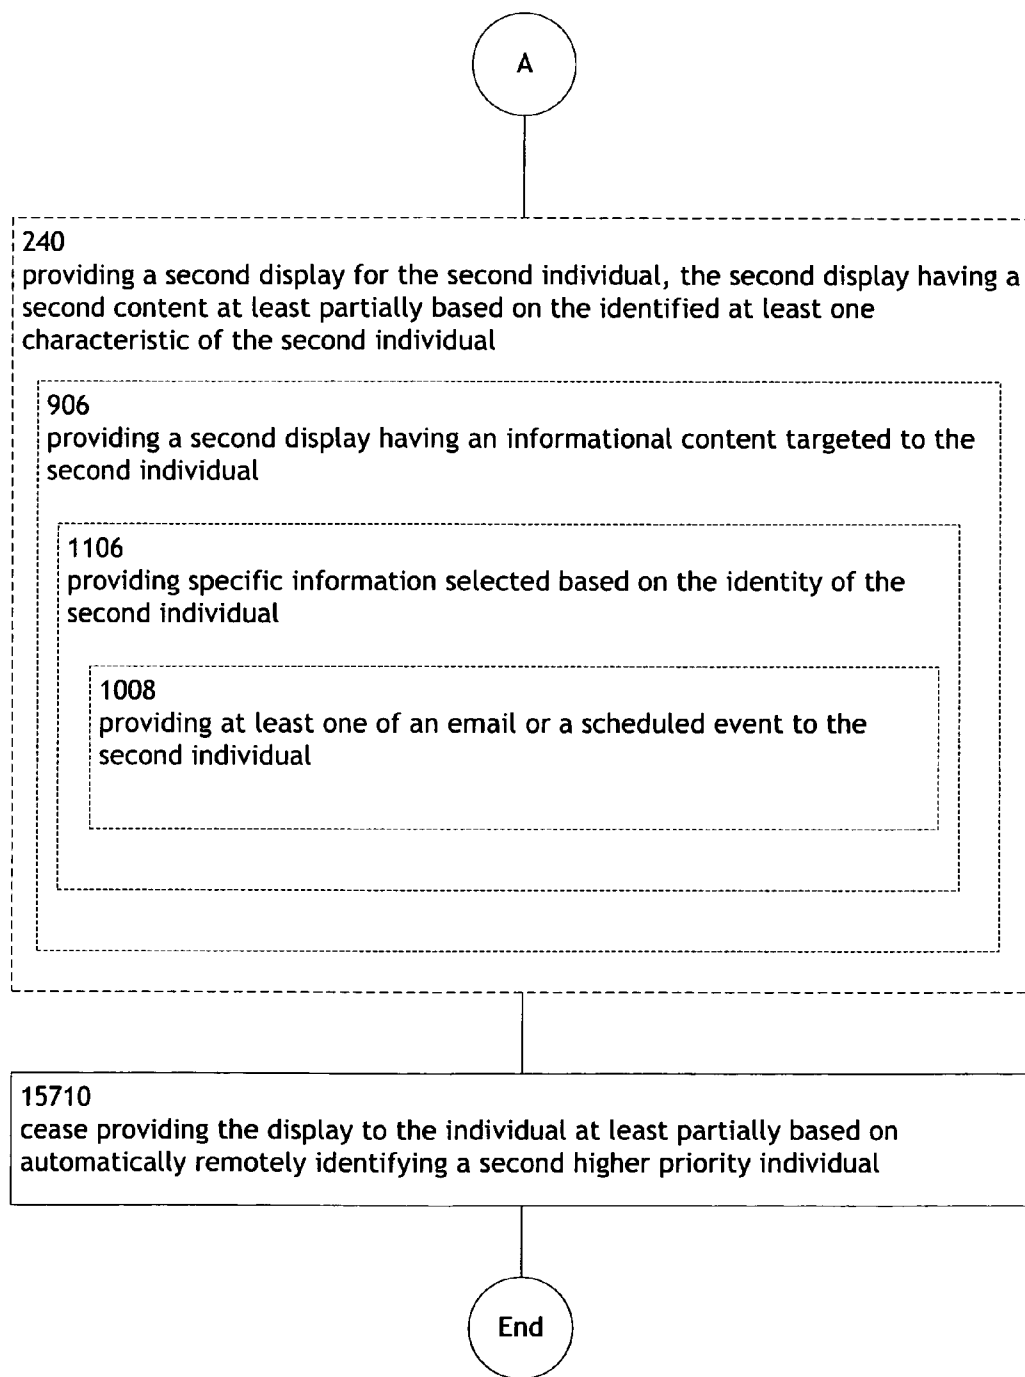 A
240
providing a second display for the second individual, the second display having a
second content at least partially based on the identified at least one
characteristic of the second individual
906
providing a second display having an informational content targeted to the
second individual
1106
providing specific information selected based on the identity of the
second individual
1008
providing at least one of an email or a scheduled event to the
second individual
15710
cease providing the display to the individual at least partially based on
automatically remotely identifying a second higher priority individual
End